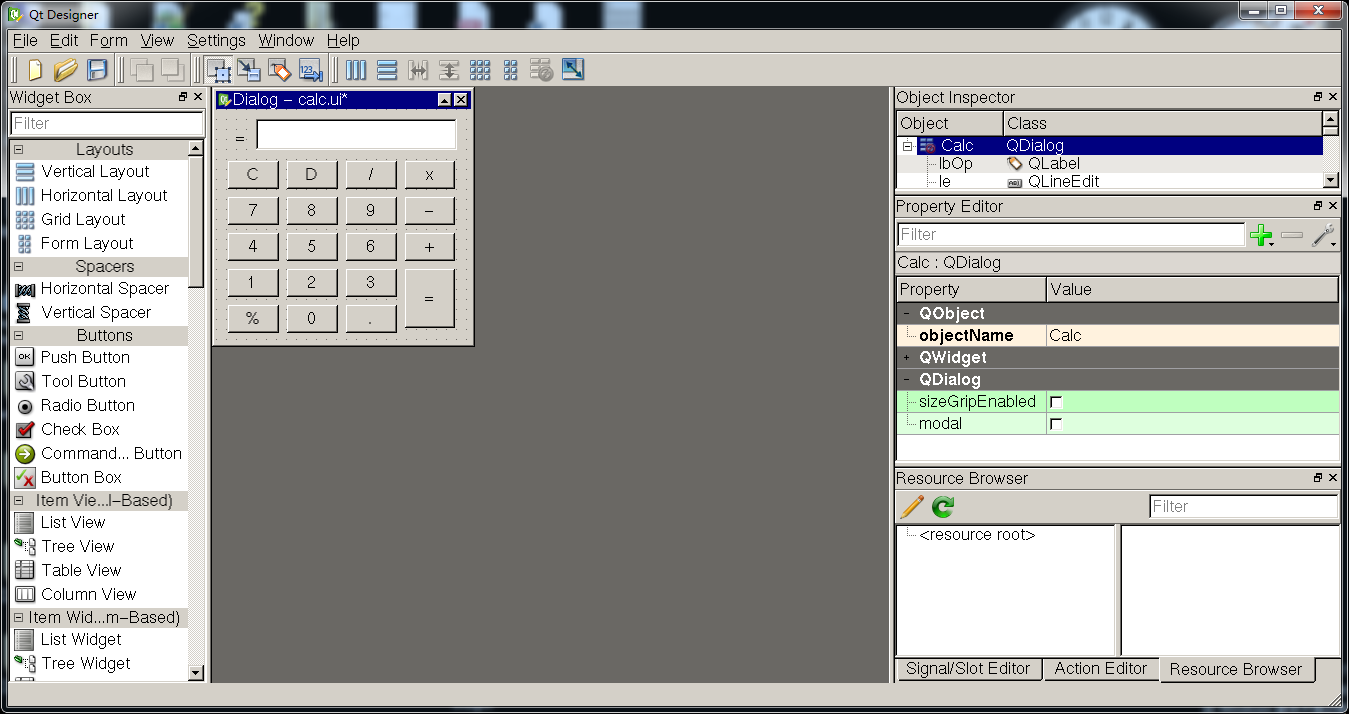 Qt Designer
File Edit Form View Settings Window Help
Widget Box
Filter
Layouts
Vertical Layout
Horizontal Layout
Grid Layout
Form Layout
Spacers
Horizontal Spacer
Vertical Spacer
Buttons
OK Push Button
Tool Button
Radio Button
Check Box
Command... Button
Button Box
Item Vie...l-Based)
List View
Tree View
Table View
Column View
Item Wid...m-Based)
List Widget
Tree Widget
Dialog - calc.ui*
=
C D / x
7 8 9 -
4 5 6 +
1 2 3 =
% 0 .
Object Inspector
Object Class
Calc QDialog
lbOp QLabel
le QLineEdit
Property Editor
Filter
Calc : QDialog
Property Value
QObject
objectName Calc
QWidget
QDialog
sizeGripEnabled
modal
Resource Browser
Filter
<resource root>
Signal/Slot Editor Action Editor Resource Browser